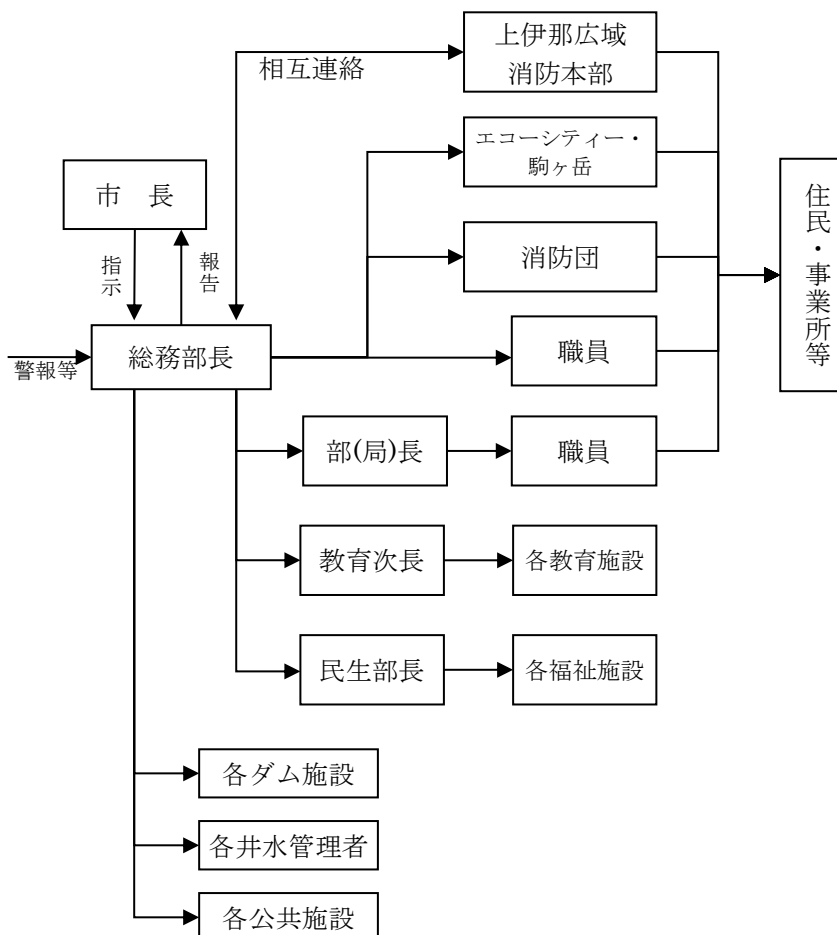 上伊那広域
消防本部
相互連絡
エコーシティー・
駒ヶ岳
市　長
住民・事業所等
消防団
指示
報告
警報等
総務部長
職員
部(局)長
職員
教育次長
各教育施設
民生部長
各福祉施設
各ダム施設
各井水管理者
各公共施設